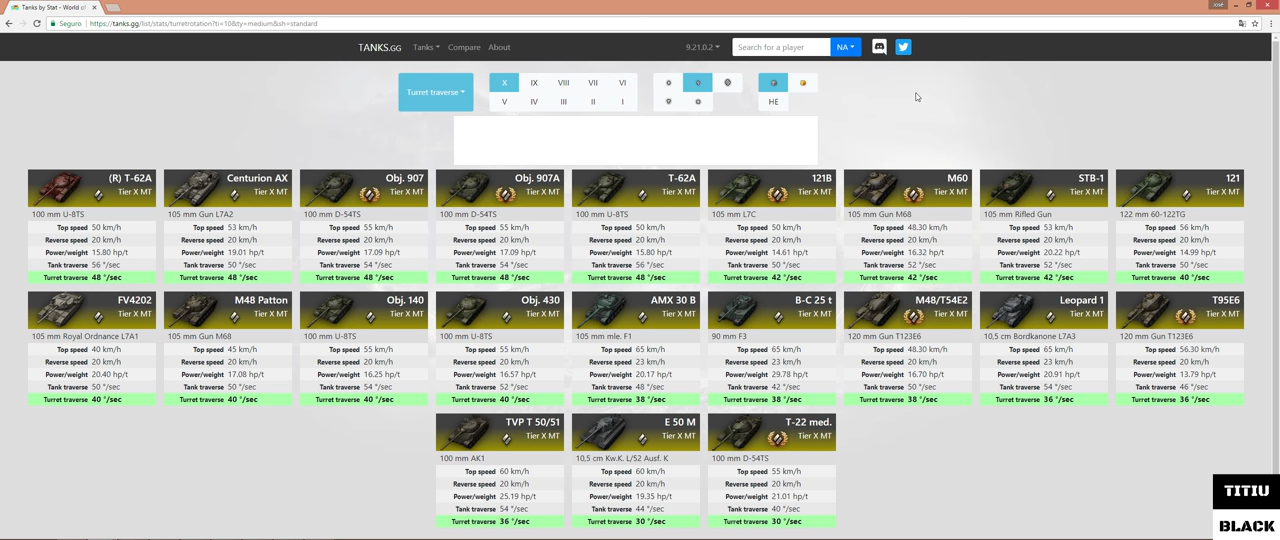 José
Tanks by Stat - World of
Seguro https://tanks.gg/list/stats/turretrotation?ti=10&ty=medium&sh=standard
TANKS.GG Tanks Compare About 9.21.0.2 Search for a player NA
Turret traverse X IX VIII VII VI
V IV III II I HE
(R) T-62A Centurion AX Obj. 907 Obj. 907A T-62A 121B M60 STB-1 121
Tier X MT Tier X MT Tier X MT Tier X MT Tier X MT Tier X MT Tier X MT Tier X MT Tier X MT
100 mm U-8TS 105 mm Gun L7A2 100 mm D-54TS 100 mm D-54TS 100 mm U-8TS 105 mm L7C 105 mm Gun M68 105 mm Rifled Gun 122 mm 60-122TG
Top speed 50 km/h Top speed 53 km/h Top speed 55 km/h Top speed 55 km/h Top speed 50 km/h Top speed 50 km/h Top speed 48.30 km/h Top speed 53 km/h Top speed 56 km/h
Reverse speed 20 km/h Reverse speed 20 km/h Reverse speed 20 km/h Reverse speed 20 km/h Reverse speed 20 km/h Reverse speed 20 km/h Reverse speed 20 km/h Reverse speed 20 km/h Reverse speed 20 km/h
Power/weight 15.80 hp/t Power/weight 19.01 hp/t Power/weight 17.09 hp/t Power/weight 17.09 hp/t Power/weight 15.80 hp/t Power/weight 14.61 hp/t Power/weight 16.32 hp/t Power/weight 20.22 hp/t Power/weight 14.99 hp/t
Tank traverse 56 °/sec Tank traverse 50 °/sec Tank traverse 54 °/sec Tank traverse 54 °/sec Tank traverse 56 °/sec Tank traverse 50 °/sec Tank traverse 52 °/sec Tank traverse 52 °/sec Tank traverse 50 °/sec
Turret traverse 48 °/sec Turret traverse 48 °/sec Turret traverse 48 °/sec Turret traverse 48 °/sec Turret traverse 48 °/sec Turret traverse 42 °/sec Turret traverse 42 °/sec Turret traverse 42 °/sec Turret traverse 40 °/sec
FV4202 M48 Patton Obj. 140 Obj. 430 AMX 30 B B-C 25 t M48/T54E2 Leopard 1 T95E6
Tier X MT Tier X MT Tier X MT Tier X MT Tier X MT Tier X MT Tier X MT Tier X MT Tier X MT
105 mm Royal Ordnance L7A1 105 mm Gun M68 100 mm U-8TS 100 mm U-8TS 105 mm mle. F1 90 mm F3 120 mm Gun T123E6 10,5 cm Bordkanone L7A3 120 mm Gun T123E6
Top speed 40 km/h Top speed 45 km/h Top speed 55 km/h Top speed 55 km/h Top speed 65 km/h Top speed 65 km/h Top speed 48.30 km/h Top speed 65 km/h Top speed 56.30 km/h
Reverse speed 20 km/h Reverse speed 20 km/h Reverse speed 20 km/h Reverse speed 20 km/h Reverse speed 23 km/h Reverse speed 23 km/h Reverse speed 20 km/h Reverse speed 23 km/h Reverse speed 20 km/h
Power/weight 20.40 hp/t Power/weight 17.08 hp/t Power/weight 16.25 hp/t Power/weight 16.57 hp/t Power/weight 20.17 hp/t Power/weight 29.78 hp/t Power/weight 16.70 hp/t Power/weight 20.91 hp/t Power/weight 13.79 hp/t
Tank traverse 50 °/sec Tank traverse 50 °/sec Tank traverse 54 °/sec Tank traverse 52 °/sec Tank traverse 48 °/sec Tank traverse 42 °/sec Tank traverse 50 °/sec Tank traverse 54 °/sec Tank traverse 46 °/sec
Turret traverse 40 °/sec Turret traverse 40 °/sec Turret traverse 40 °/sec Turret traverse 40 °/sec Turret traverse 38 °/sec Turret traverse 38 °/sec Turret traverse 38 °/sec Turret traverse 36 °/sec Turret traverse 36 °/sec
TVP T 50/51 E 50 M T-22 med.
Tier X MT Tier X MT Tier X MT
100 mm AK1 10,5 cm Kw.K. L/52 Ausf. K 100 mm D-54TS
Top speed 60 km/h Top speed 60 km/h Top speed 55 km/h
Reverse speed 20 km/h Reverse speed 20 km/h Reverse speed 20 km/h
Power/weight 25.19 hp/t Power/weight 19.35 hp/t Power/weight 21.01 hp/t
Tank traverse 54 °/sec Tank traverse 44 °/sec Tank traverse 40 °/sec
Turret traverse 36 °/sec Turret traverse 30 °/sec Turret traverse 30 °/sec
TITIU
BLACK